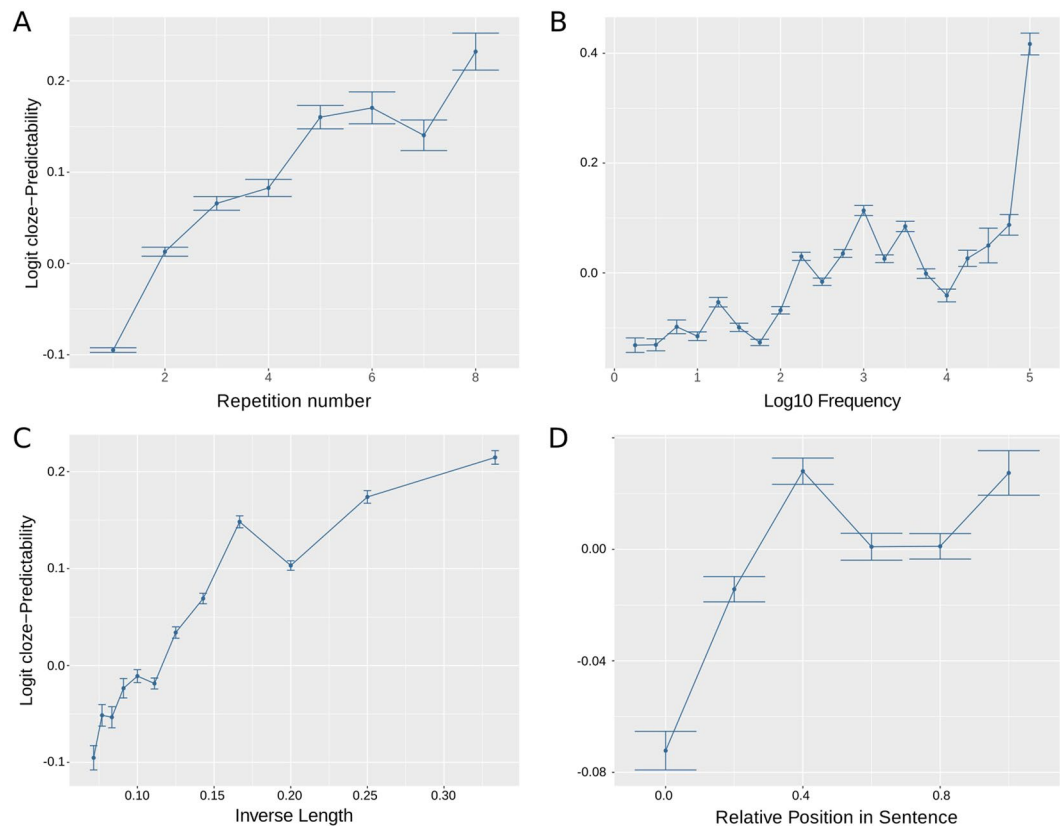 A
Logit cloze−Predictability
0.2
0.1
0.0
-0.1
2 4 6 8
Repetition number
B
0.4
0.2
0.0
0 1 2 3 4 5
Log10 Frequency
C
Logit cloze−Predictability
0.2
0.1
0.0
-0.1
0.10 0.15 0.20 0.25 0.30
Inverse Length
D
0.00
-0.04
-0.08
0.0 0.4 0.8
Relative Position in Sentence